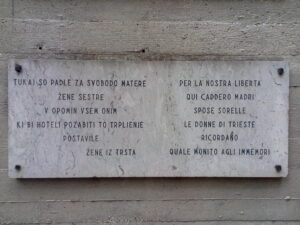 TUKAJ SO PADLE ZA SVOBODO MATERE
ŽENE SESTRE
V OPOMIN VSEM ONIM
KI BI HOTELI POZABITI TO TRPLJENJE
POSTAVILE
ŽENE IZ TRSTA
PER LA NOSTRA LIBERTA
QUI CADDERO MADRI
SPOSE SORELLE
LE DONNE DI TRIESTE
RICORDANO
QUALE MONITO AGLI IMMEMORI